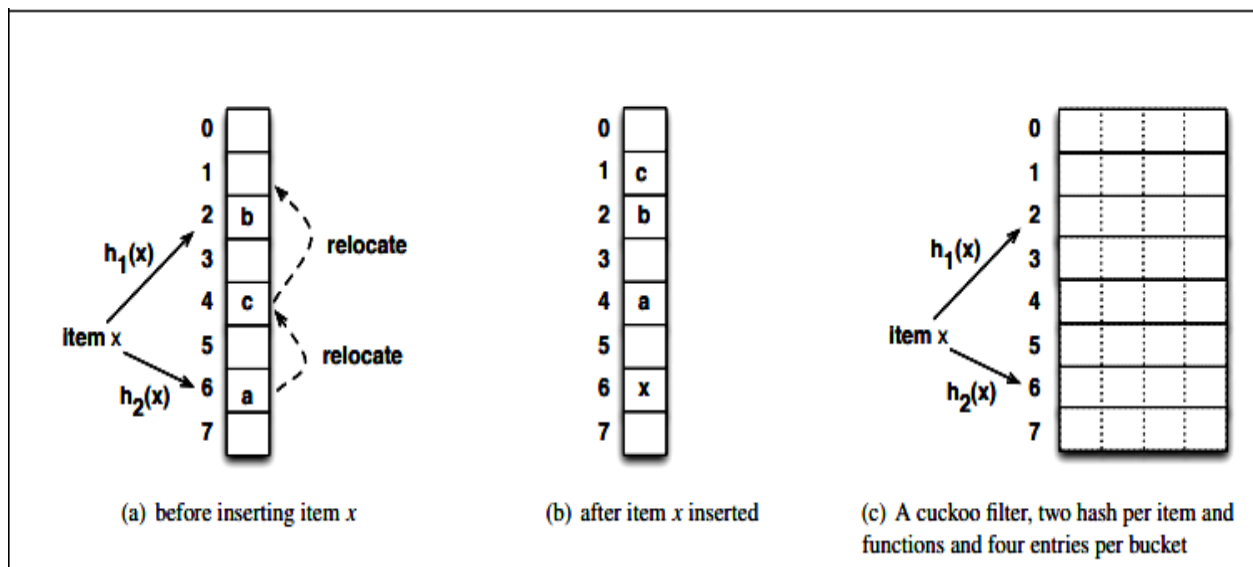 0
1
2
b
3
4
c
5
6
a
7
h1(x)
item x
h2(x)
relocate
relocate
(a) before inserting item x
0
1
c
2
b
3
4
a
5
6
x
7
(b) after item x inserted
0
1
2
3
4
5
6
7
h1(x)
item x
h2(x)
(c) A cuckoo filter, two hash per item and
functions and four entries per bucket